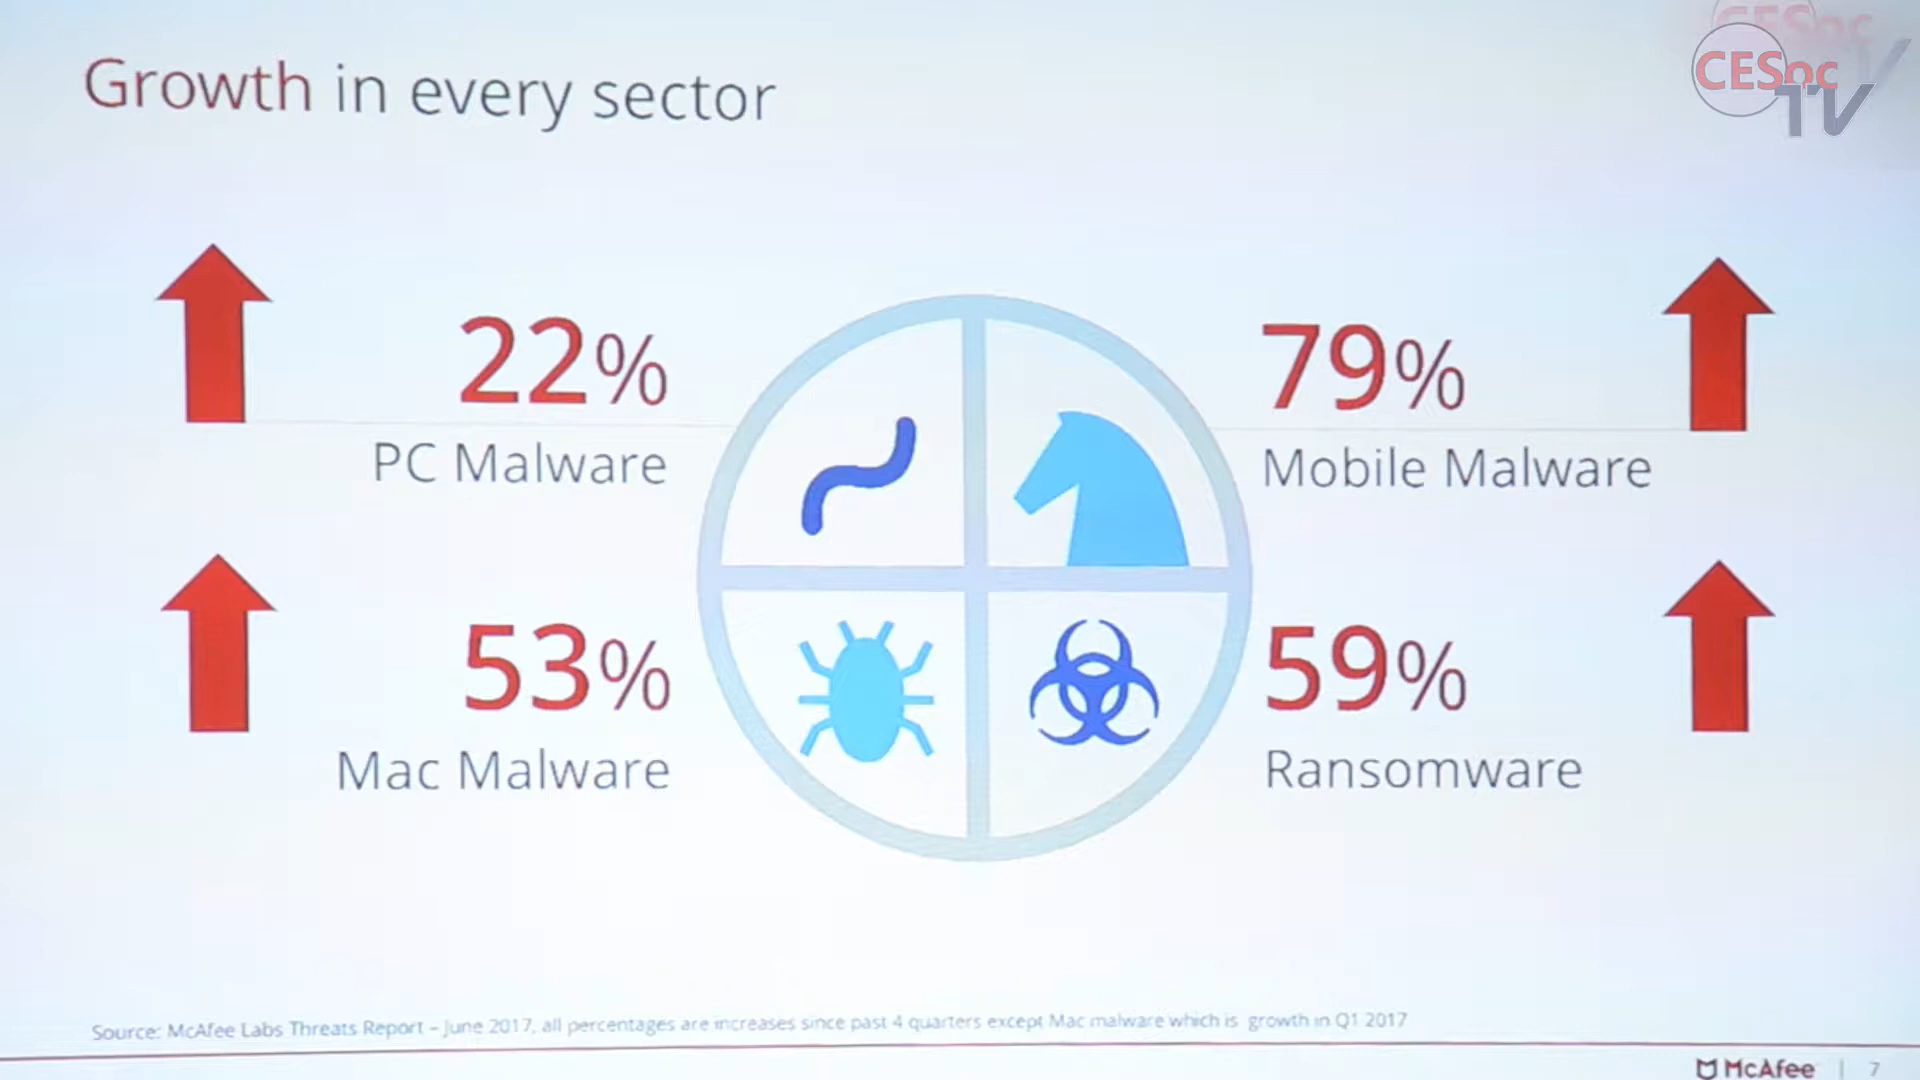 Growth in every sector
CESoc
TV
22%
PC Malware
79%
Mobile Malware
53%
Mac Malware
59%
Ransomware
Source: McAfee Labs Threats Report – June 2017, all percentages are increases since past 4 quarters except Mac malware which is growth in Q1 2017
McAfee | 7